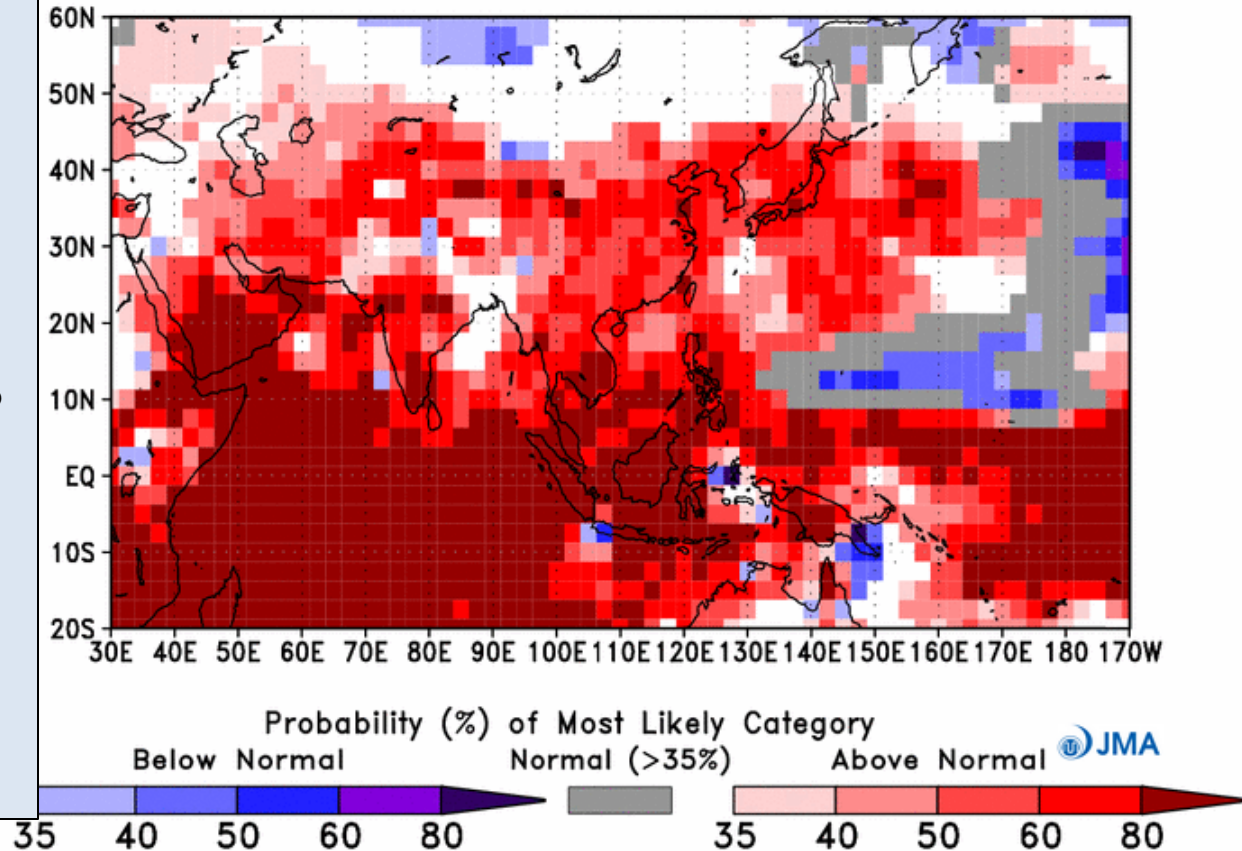 60N
50N
40N
30N
20N
10N
EQ
10S
20S
30E 40E 50E 60E 70E 80E 90E 100E 110E 120E 130E 140E 150E 160E 170E 180 170W
Probability (%) of Most Likely Category
Below Normal Normal (>35%) Above Normal
JMA
35 40 50 60 80 35 40 50 60 80